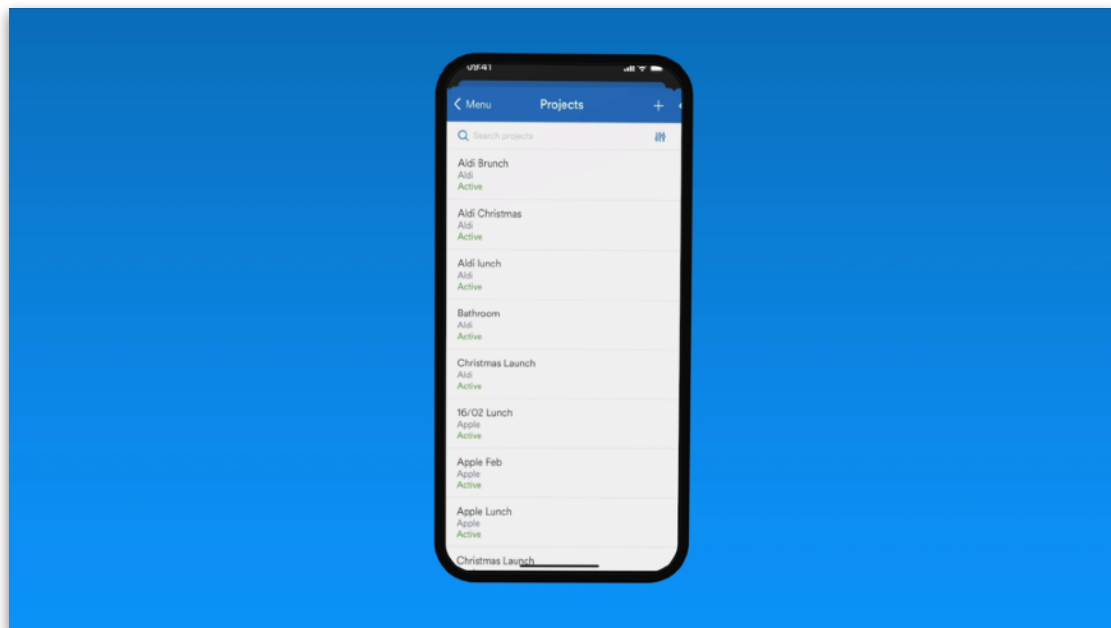 09:41
Menu Projects +
Search projects
Aldi Brunch
Aldi
Active
Aldi Christmas
Aldi
Active
Aldi lunch
Aldi
Active
Bathroom
Aldi
Active
Christmas Launch
Aldi
Active
16/02 Lunch
Apple
Active
Apple Feb
Apple
Active
Apple Lunch
Apple
Active
Christmas Launch